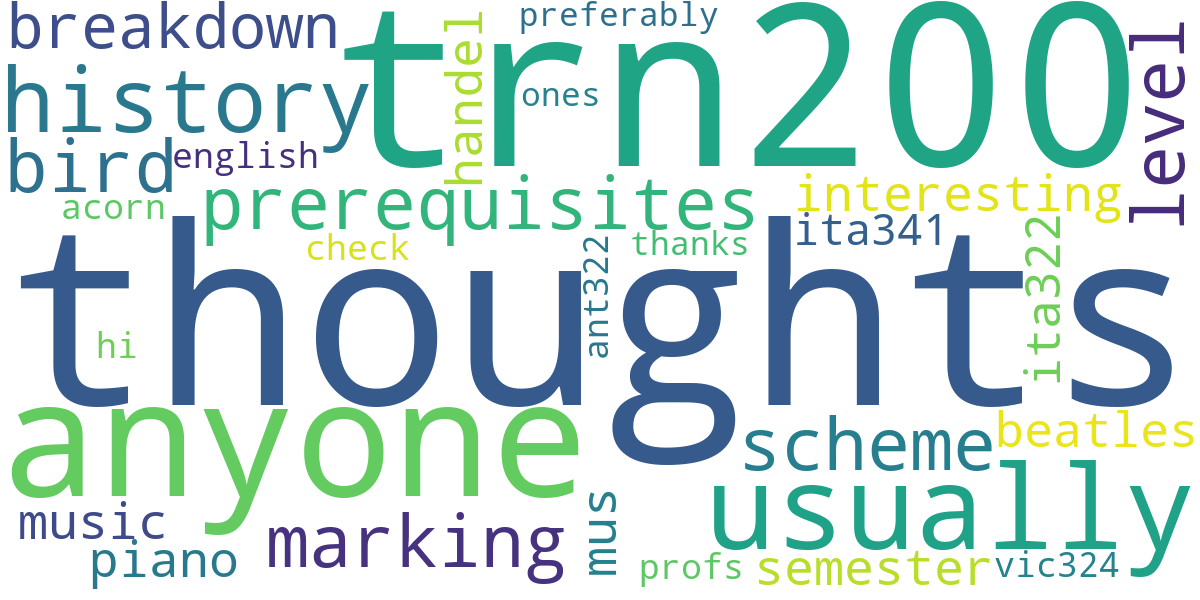 breakdown
trn200
preferably
handel
ones
level
history
bird
english
acorn
prerequisites
interesting
check
thanks
ita341
ant322
ita322
thoughts
hi
anyone
scheme
beatles
usually
music
piano
marking
mus
profs
semester
vic324